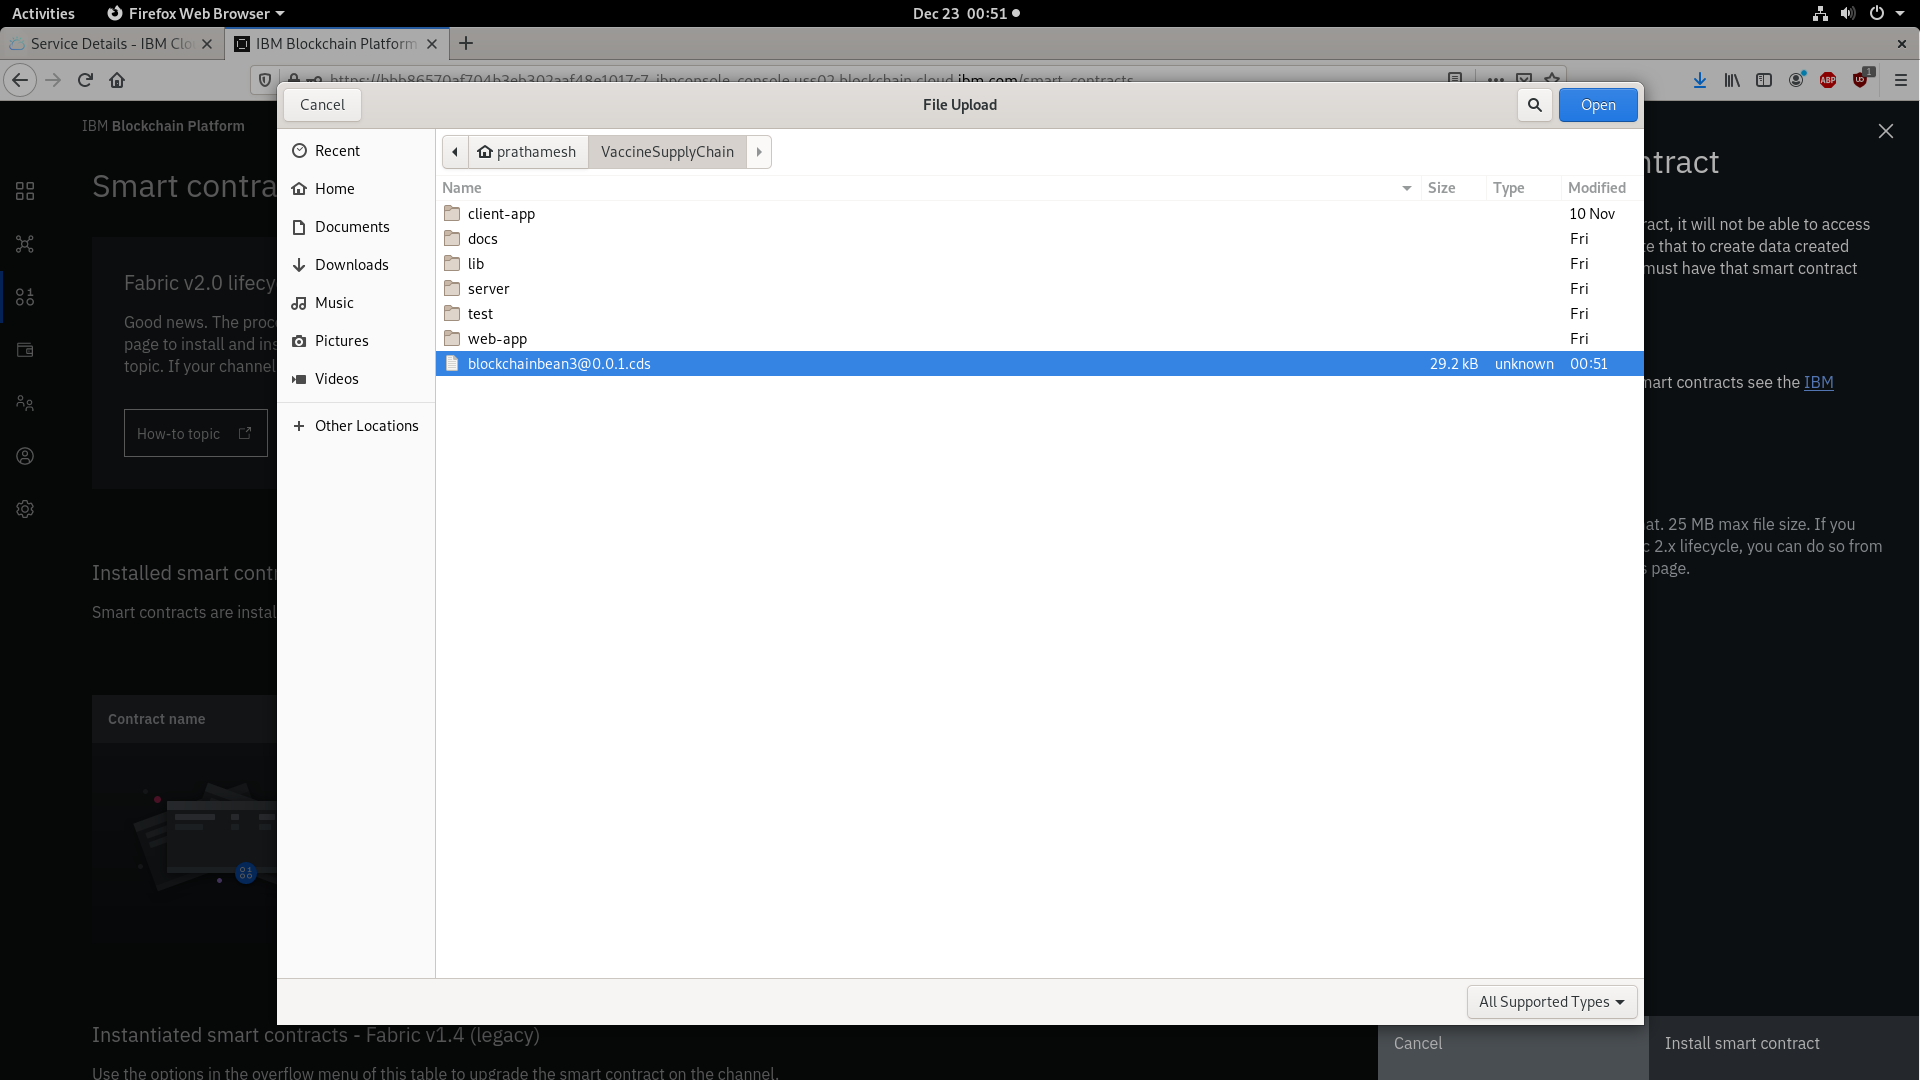 Activities
Firefox Web Browser
Dec 23 00:51
Service Details - IBM Clo
IBM Blockchain Platform
https://bbb86570af704b3eb302aaf48e1017c7-ibpconsole-console.uss02.blockchain.cloud.ibm.com/smart-contracts
ABP
1
Cancel
File Upload
Open
IBM Blockchain Platform
Recent
Home
Documents
Downloads
Music
Pictures
Videos
Other Locations
prathamesh
VaccineSupplyChain
Name
Size
Type
Modified
client-app
10 Nov
docs
Fri
lib
Fri
server
Fri
test
Fri
web-app
Fri
blockchainbean3@0.0.1.cds
29.2 kB
unknown
00:51
All Supported Types
Smart contra
Fabric v2.0 lifecy
Good news. The proc
page to install and ins
topic. If your channel
How-to topic
Installed smart contr
Smart contracts are instal
Contract name
Instantiated smart contracts - Fabric v1.4 (legacy)
Use the options in the overflow menu of this table to upgrade the smart contract on the channel.
ntract
ract, it will not be able to access
e that to create data created
must have that smart contract
mart contracts see the IBM
at. 25 MB max file size. If you
c 2.x lifecycle, you can do so from
s page.
Cancel
Install smart contract